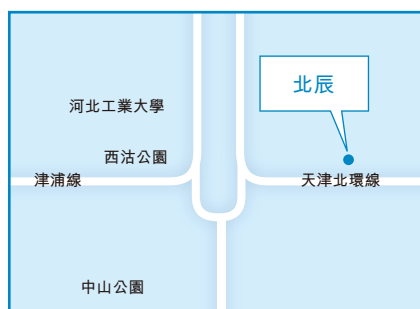 北辰
河北工業大學
西沽公園
津浦線
天津北環線
中山公園